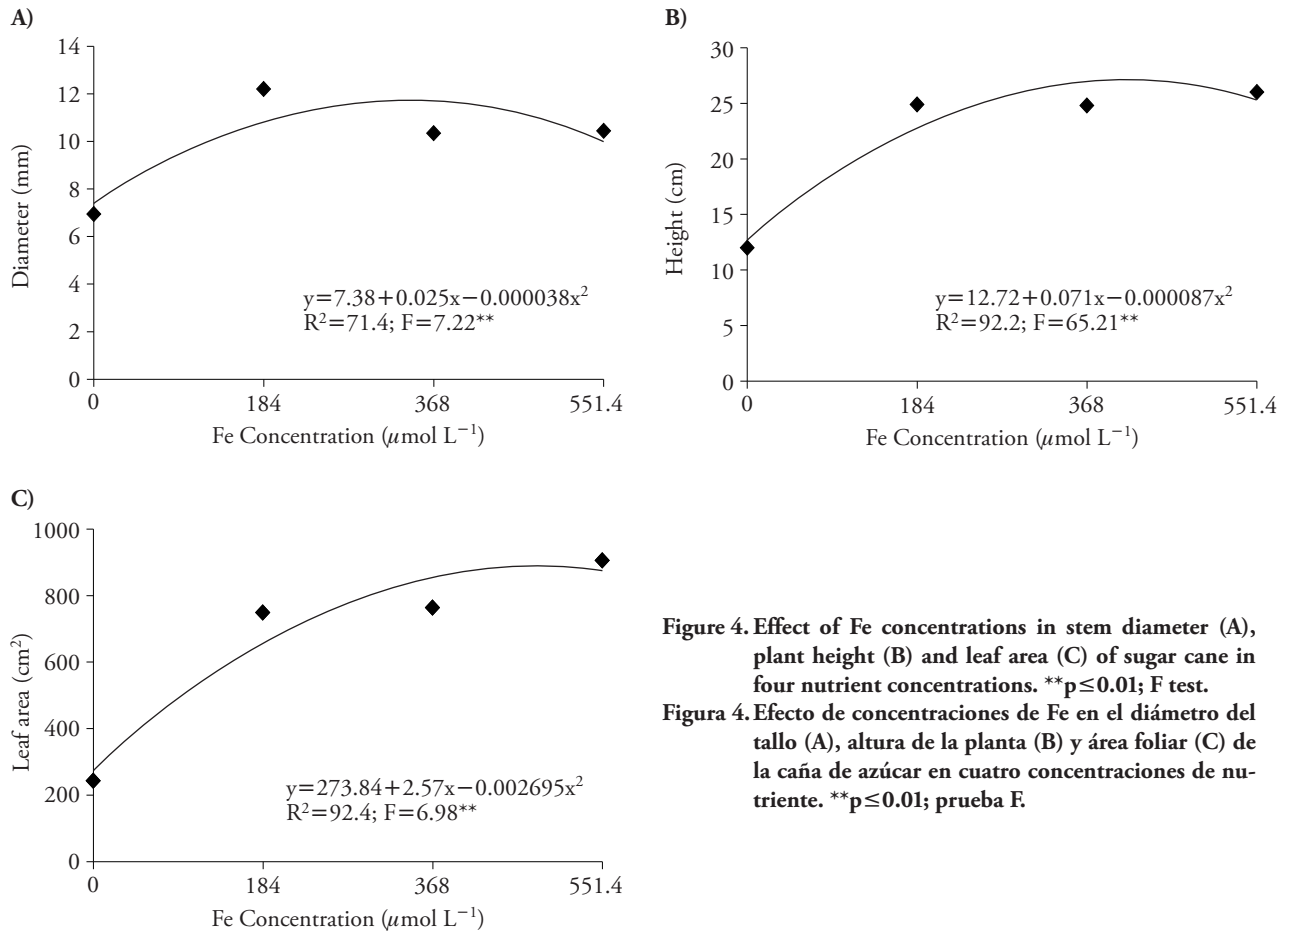 A)
14
12
10
8
6
4
2
0
Diameter (mm)
y=7.38+0.025x−0.000038x²
R²=71.4; F=7.22**
0 184 368 551.4
Fe Concentration (μmol L⁻¹)
B)
30
25
20
15
10
5
0
Height (cm)
y=12.72+0.071x−0.000087x²
R²=92.2; F=65.21**
0 184 368 551.4
Fe Concentration (μmol L⁻¹)
C)
1000
800
600
400
200
0
Leaf area (cm²)
y=273.84+2.57x−0.002695x²
R²=92.4; F=6.98**
0 184 368 551.4
Fe Concentration (μmol L⁻¹)
Figure 4. Effect of Fe concentrations in stem diameter (A),
plant height (B) and leaf area (C) of sugar cane in
four nutrient concentrations. **p≤0.01; F test.
Figura 4. Efecto de concentraciones de Fe en el diámetro del
tallo (A), altura de la planta (B) y área foliar (C) de
la caña de azúcar en cuatro concentraciones de nu-
triente. **p≤0.01; prueba F.